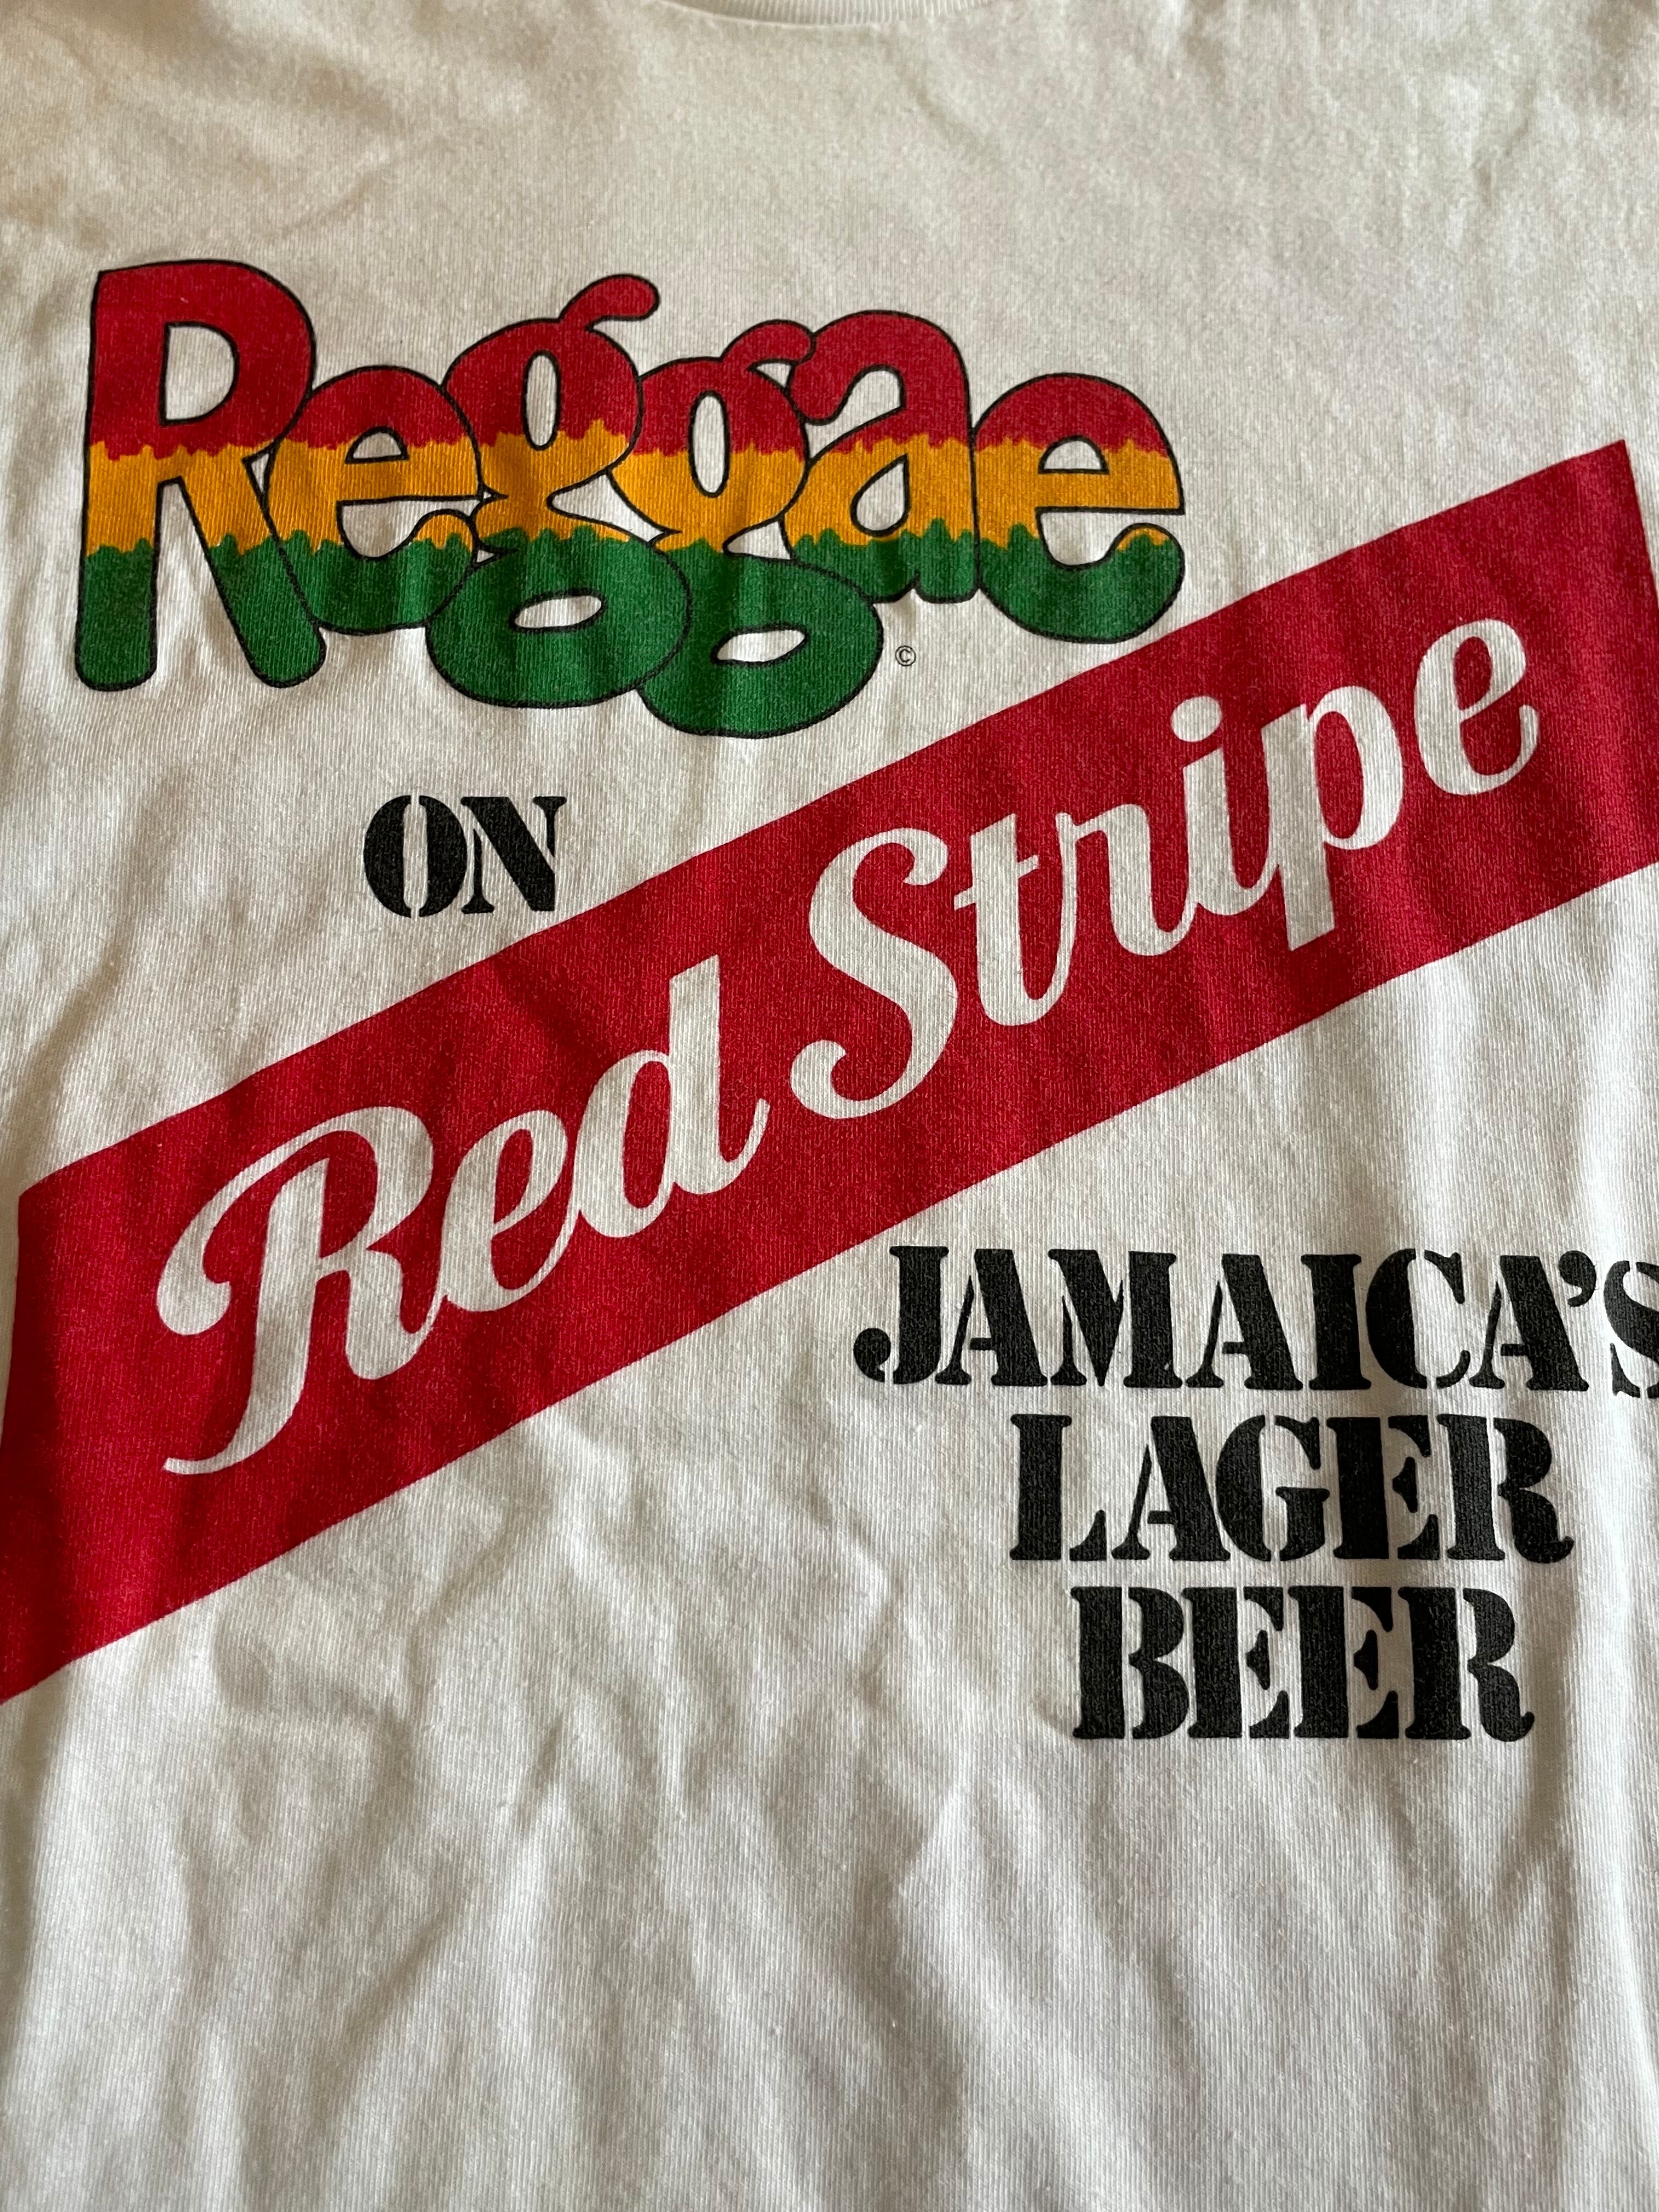 Reggae
©
ON
Red Stripe
JAMAICA'S
LAGER
BEER